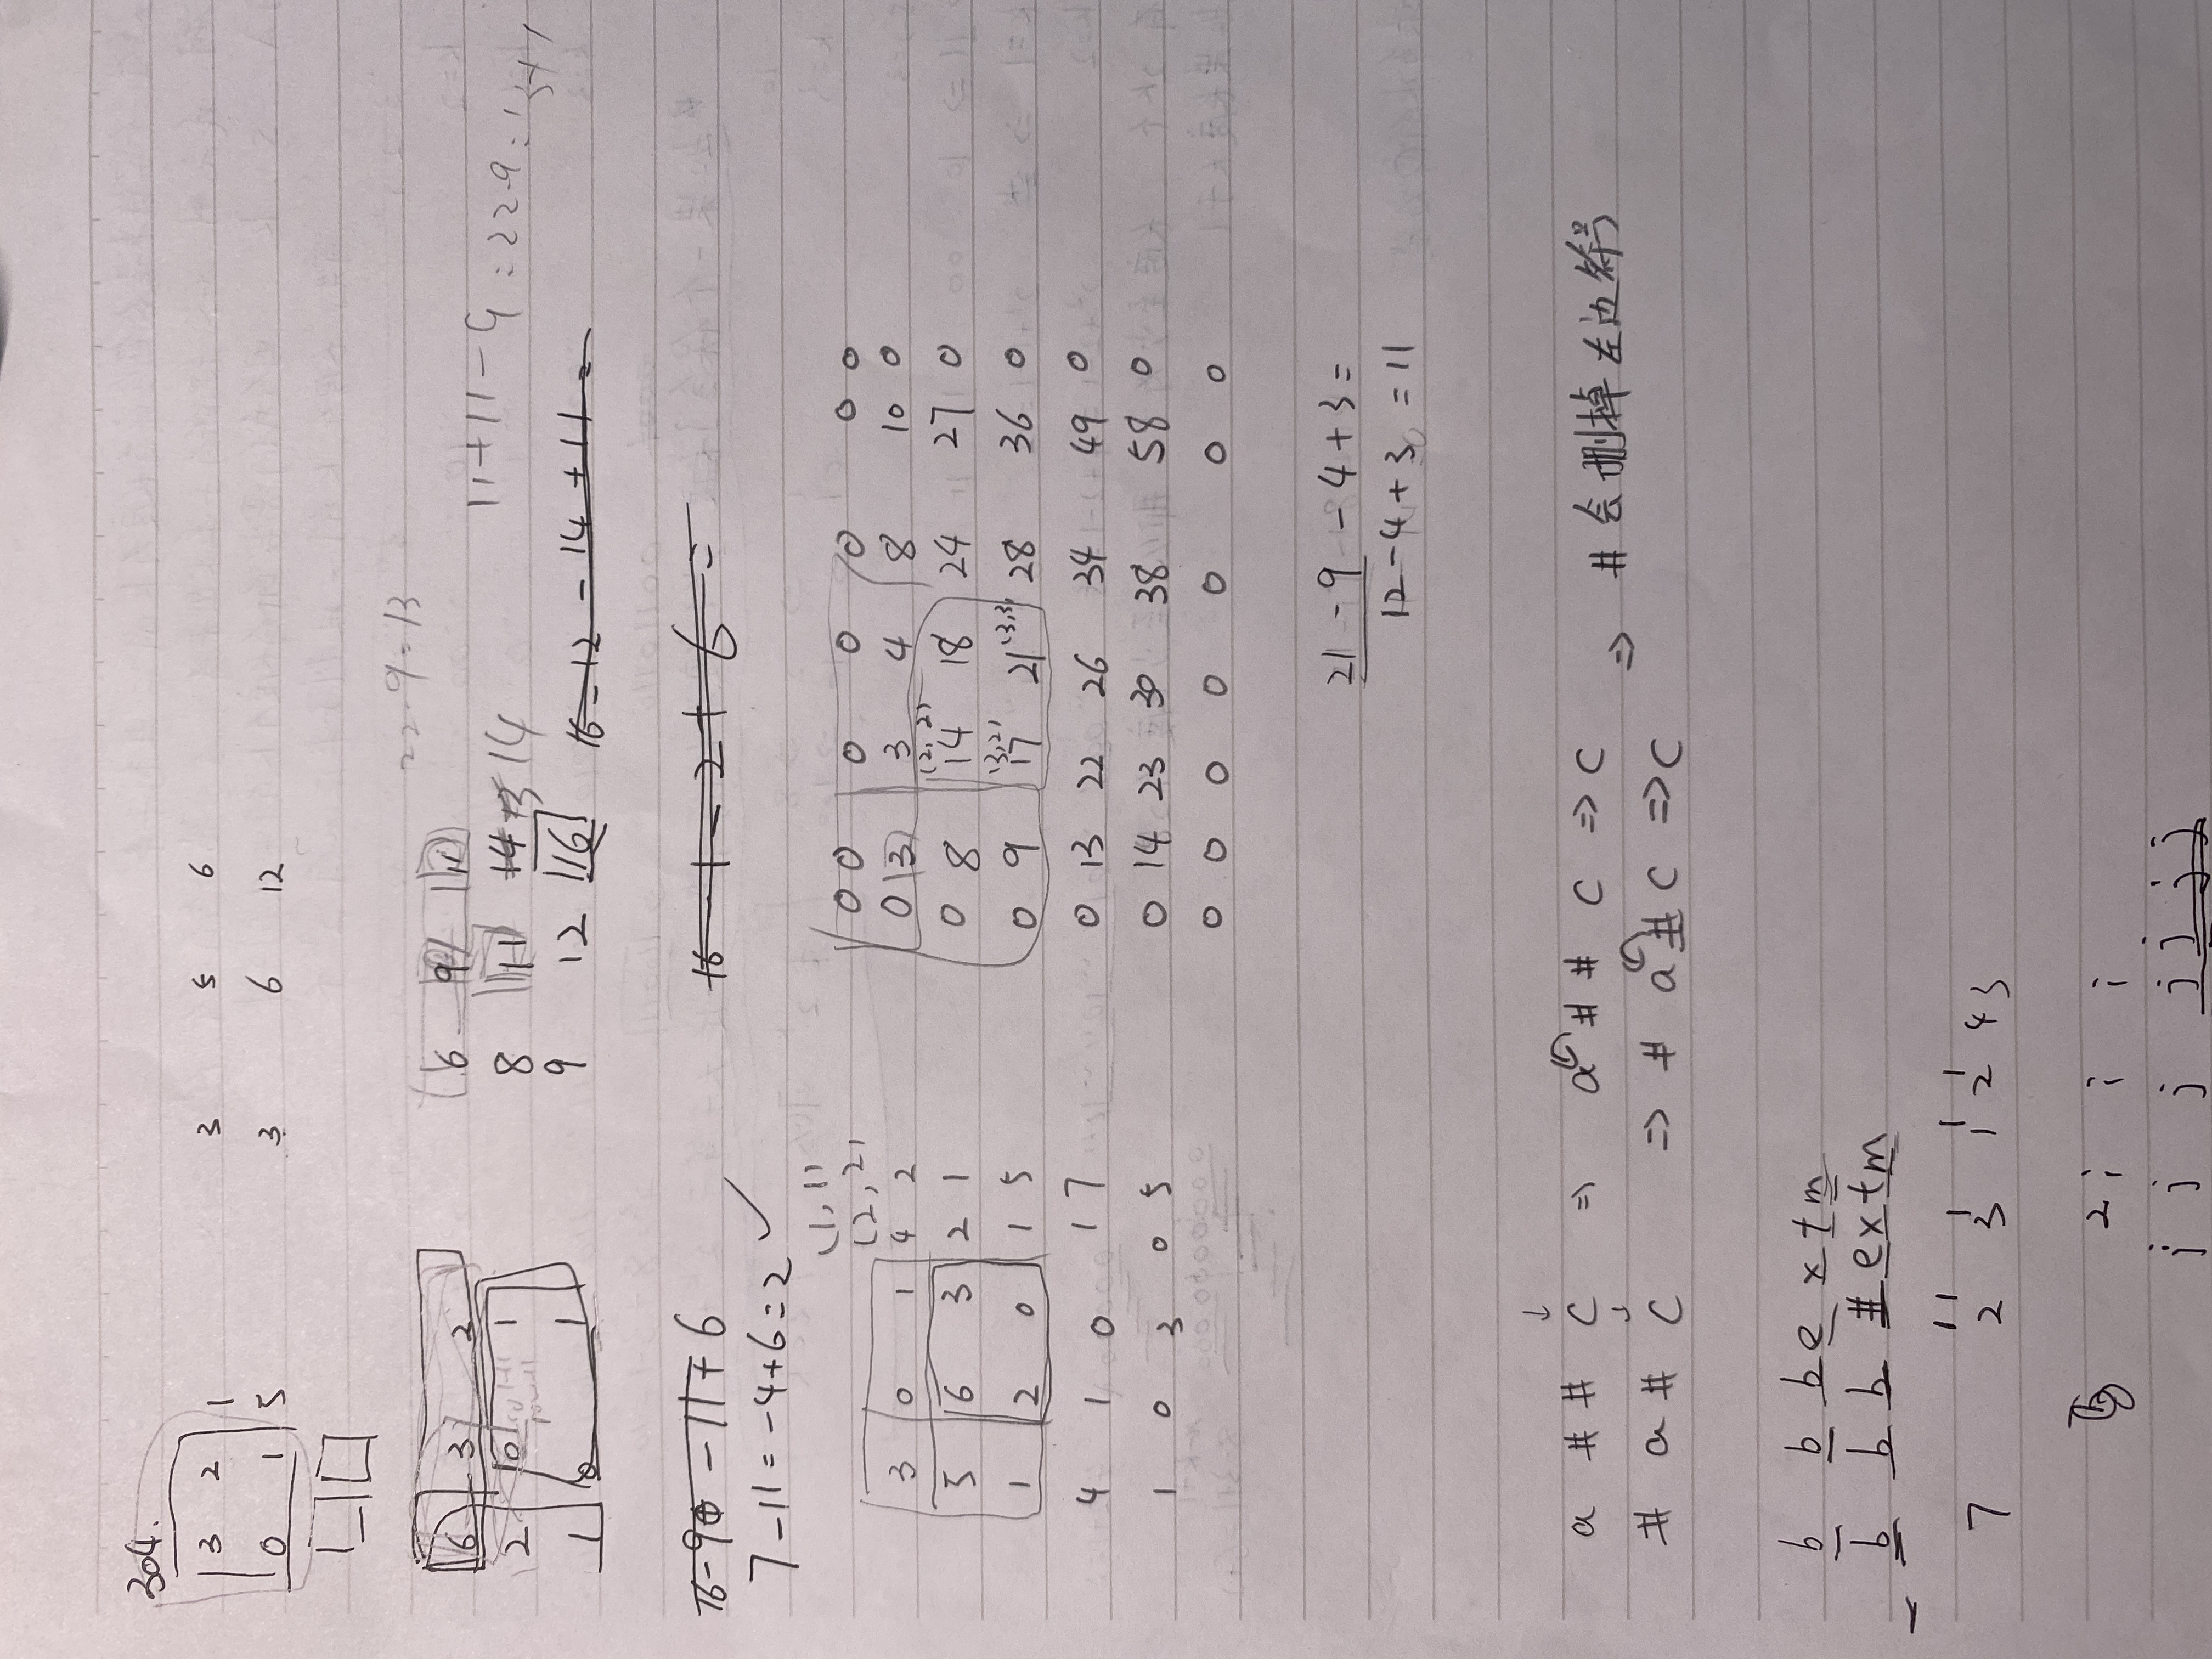 304.
3 2 1 3 5 6
0 1 5 3 6 12
22-9=13
6 3 2 6 9 11
11+11-9=22-9=13+1
2 0 1 8 11 14 13 14
1 0 1 9 12 16
16-12-14+11=
16-9-11+6 16-1-2+6=
7-11=-4+6=2 ✓
(1,1)
(2,2)
0 0 0 0 0 0 0
3 0 1 4 2 0 3 3 4 8 10 0
(2,2)
5 6 3 2 1 0 8 14 18 24 27 0
(3,2) (3,3)
1 2 0 1 5 0 9 17 21 28 36 0
4 1 0 1 7 0 13 22 26 34 49 0
1 0 3 0 5 0 14 23 30 38 58 0
0 0 0 0 0 0 0
21-9-4+3=
12-4+3=11
↓
a # # c ⇒ a # # c ⇒ c
⇒ # 会删掉左边符号
↓
# a # c ⇒ # a # c ⇒ c
b b b e x t m
b b b # e x t m
1 1 1 1 1
7 2 3 1 2 4 3
2 i i i
j j j j j j j